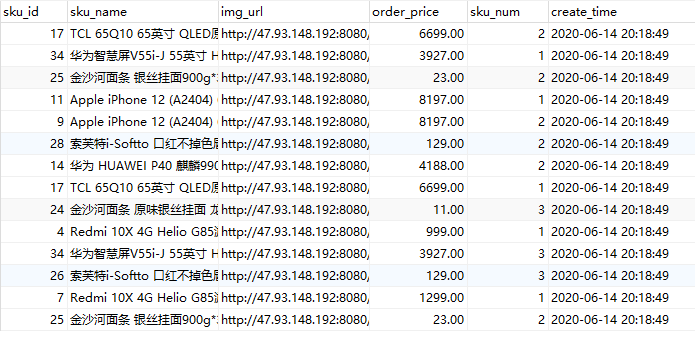 sku_id sku_name img_url order_price sku_num create_time
17 TCL 65Q10 65英寸 QLED原 http://47.93.148.192:8080/ 6699.00 2 2020-06-14 20:18:49
34 华为智慧屏V55i-J 55英寸 H http://47.93.148.192:8080/ 3927.00 1 2020-06-14 20:18:49
25 金沙河面条 银丝挂面900g* http://47.93.148.192:8080/ 23.00 2 2020-06-14 20:18:49
11 Apple iPhone 12 (A2404) http://47.93.148.192:8080/ 8197.00 1 2020-06-14 20:18:49
9 Apple iPhone 12 (A2404) http://47.93.148.192:8080/ 8197.00 2 2020-06-14 20:18:49
28 索芙特i-Softto 口红不掉色 http://47.93.148.192:8080/ 129.00 2 2020-06-14 20:18:49
14 华为 HUAWEI P40 麒麟990 http://47.93.148.192:8080/ 4188.00 2 2020-06-14 20:18:49
17 TCL 65Q10 65英寸 QLED原 http://47.93.148.192:8080/ 6699.00 1 2020-06-14 20:18:49
24 金沙河面条 原味银丝挂面 龙 http://47.93.148.192:8080/ 11.00 3 2020-06-14 20:18:49
4 Redmi 10X 4G Helio G85 http://47.93.148.192:8080/ 999.00 1 2020-06-14 20:18:49
34 华为智慧屏V55i-J 55英寸 H http://47.93.148.192:8080/ 3927.00 3 2020-06-14 20:18:49
26 索芙特i-Softto 口红不掉色 http://47.93.148.192:8080/ 129.00 3 2020-06-14 20:18:49
7 Redmi 10X 4G Helio G85 http://47.93.148.192:8080/ 1299.00 1 2020-06-14 20:18:49
25 金沙河面条 银丝挂面900g* http://47.93.148.192:8080/ 23.00 2 2020-06-14 20:18:49